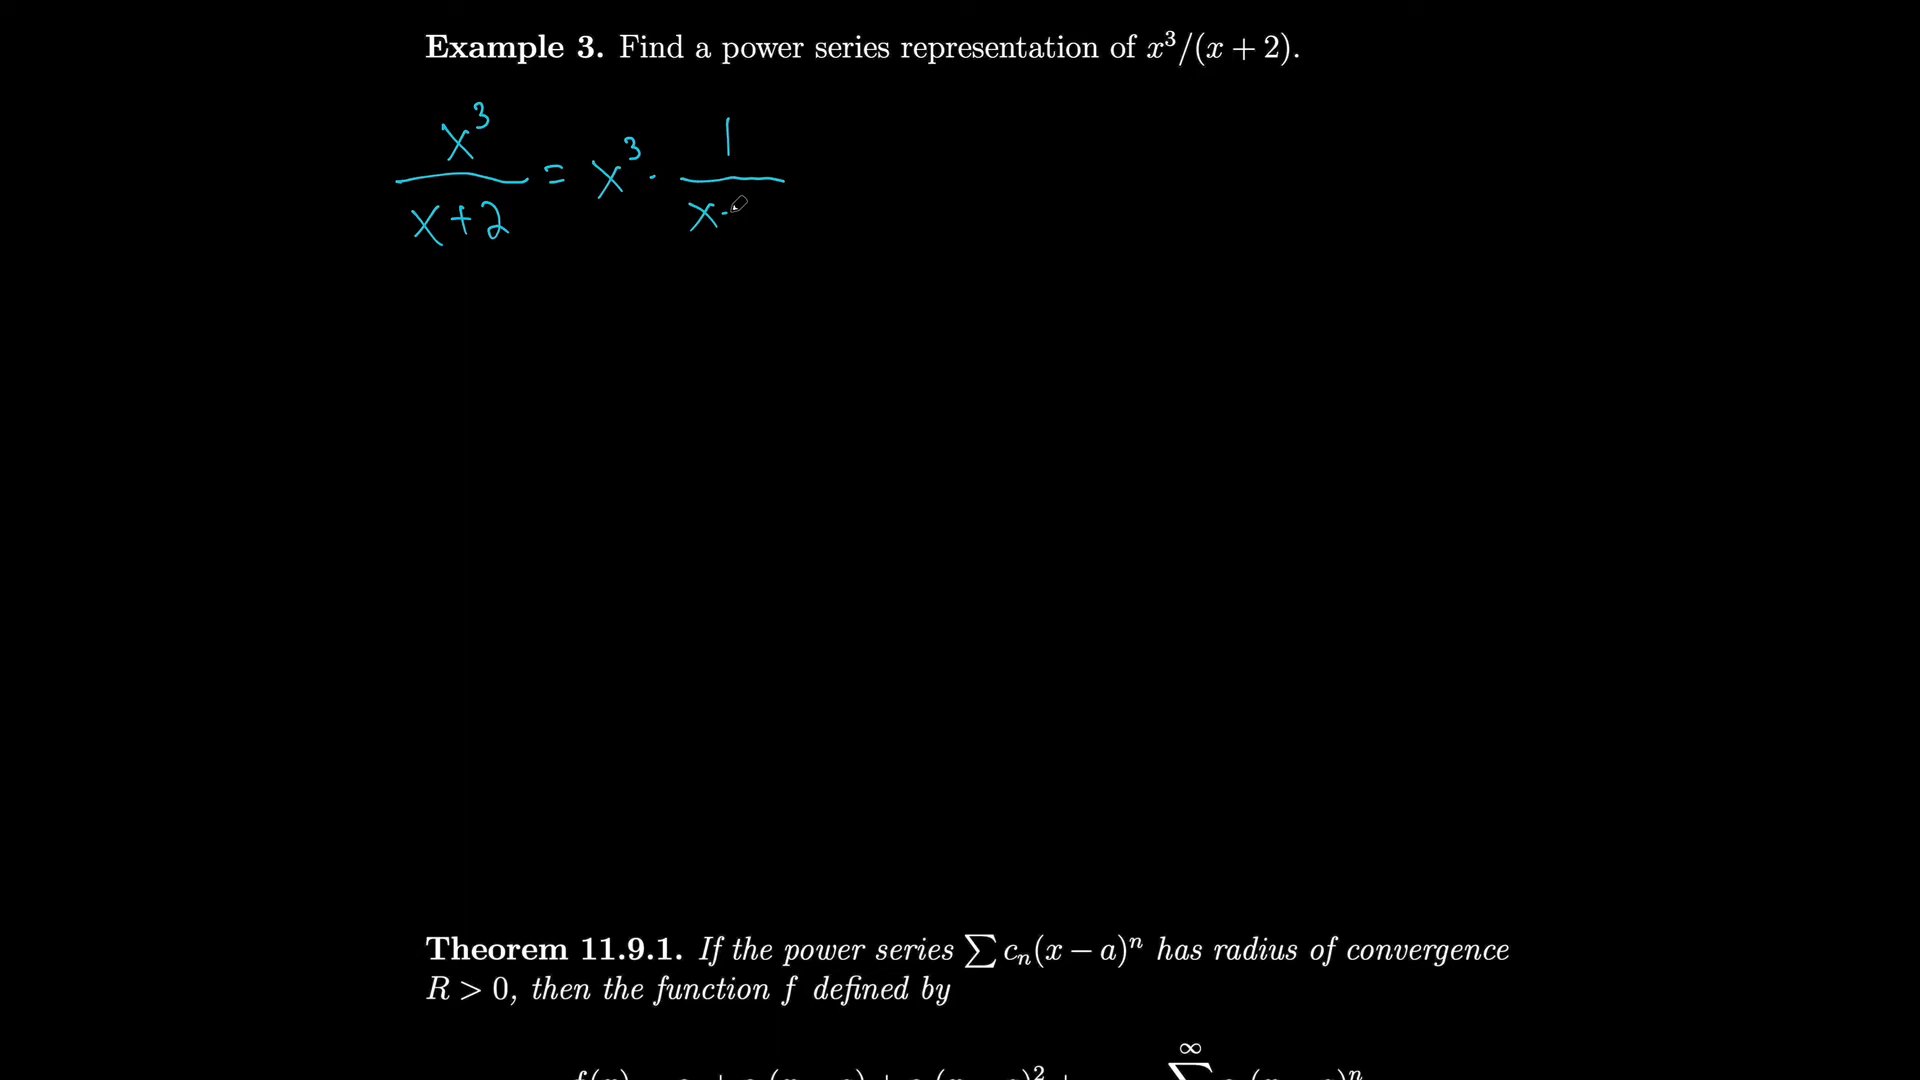 Example 3. Find a power series representation of x³/(x + 2).
x³/(x+2) = x³ · 1/(x-
Theorem 11.9.1. If the power series ∑ cₙ(x − a)ⁿ has radius of convergence
R > 0, then the function f defined by